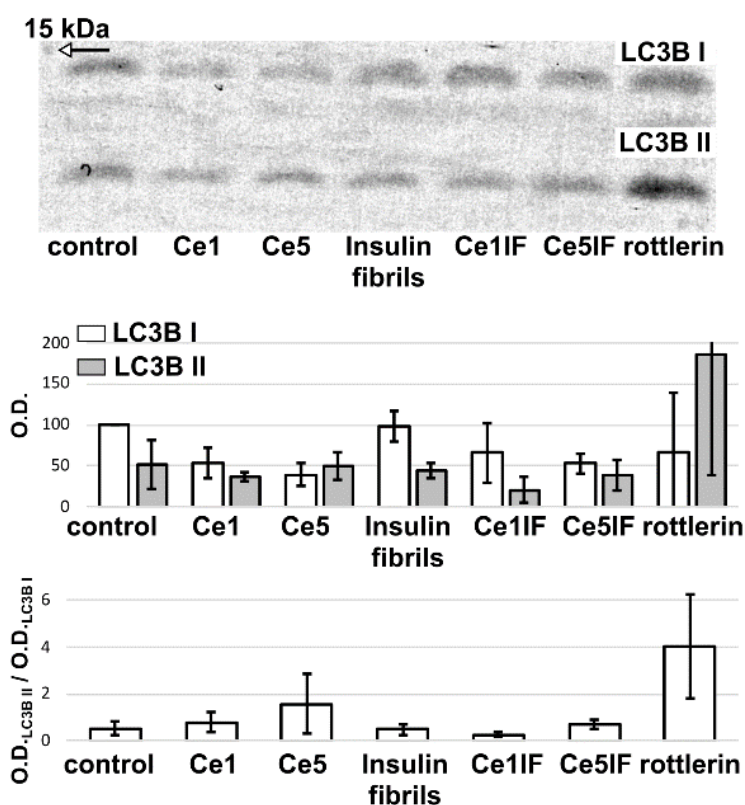 15 kDa
LC3B I
LC3B II
control Ce1 Ce5 Insulin fibrils Ce1IF Ce5IF rottlerin
LC3B I
LC3B II
O.D.
200
150
100
50
0
control Ce1 Ce5 Insulin fibrils Ce1IF Ce5IF rottlerin
O.D.LC3B II / O.D.LC3B I
6
4
2
0
control Ce1 Ce5 Insulin fibrils Ce1IF Ce5IF rottlerin